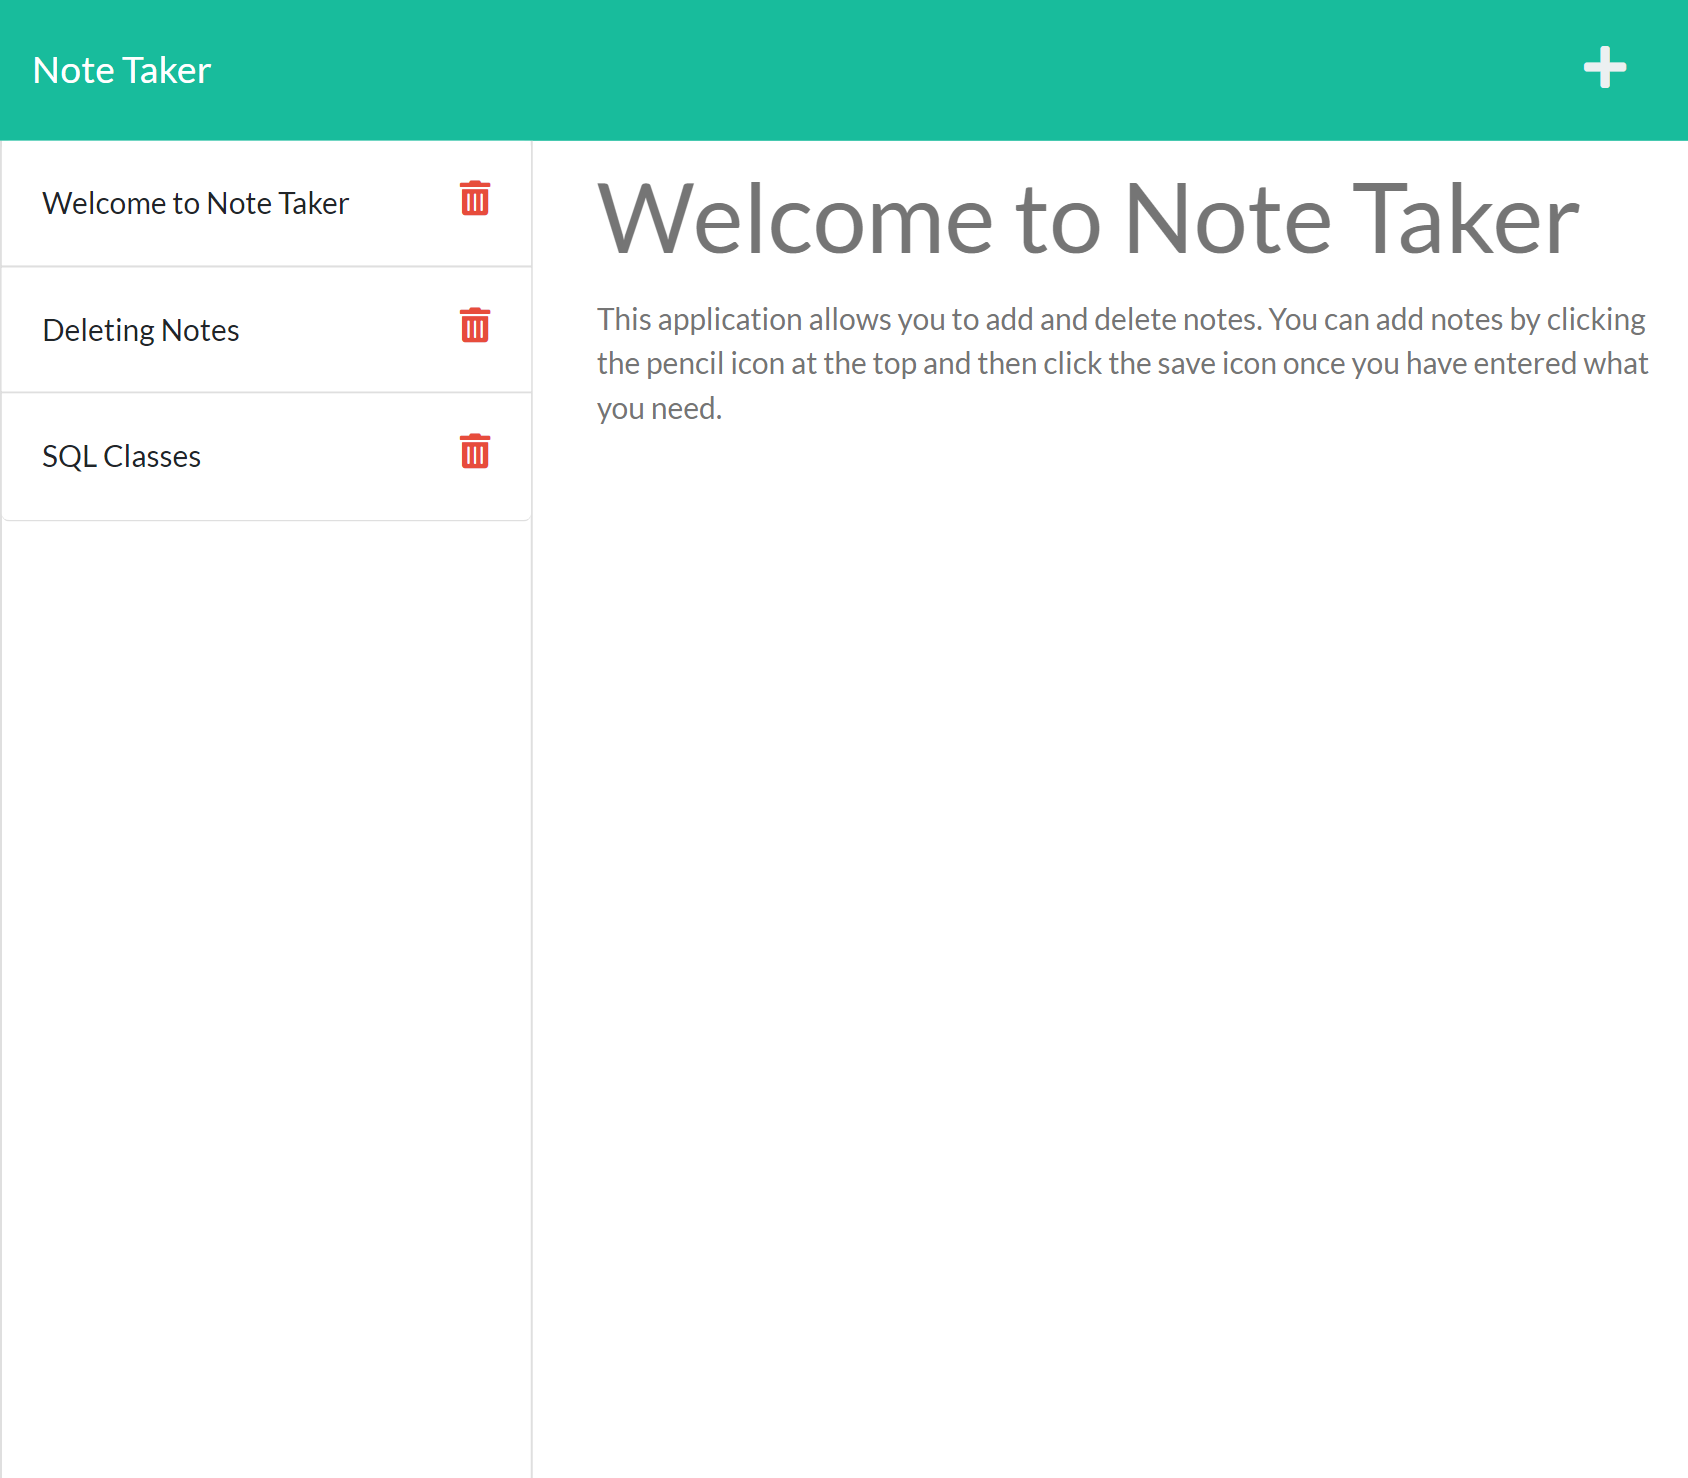 Note Taker
Welcome to Note Taker
Deleting Notes
SQL Classes
Welcome to Note Taker
This application allows you to add and delete notes. You can add notes by clicking
the pencil icon at the top and then click the save icon once you have entered what
you need.